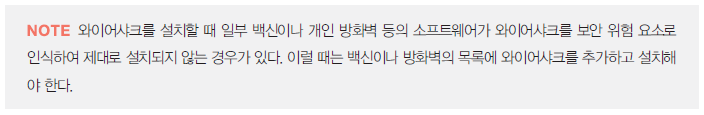 NOTE 와이어샤크를 설치할 때 일부 백신이나 개인 방화벽 등의 소프트웨어가 와이어샤크를 보안 위험 요소로
인식하여 제대로 설치되지 않는 경우가 있다. 이럴 때는 백신이나 방화벽의 목록에 와이어샤크를 추가하고 설치해
야 한다.